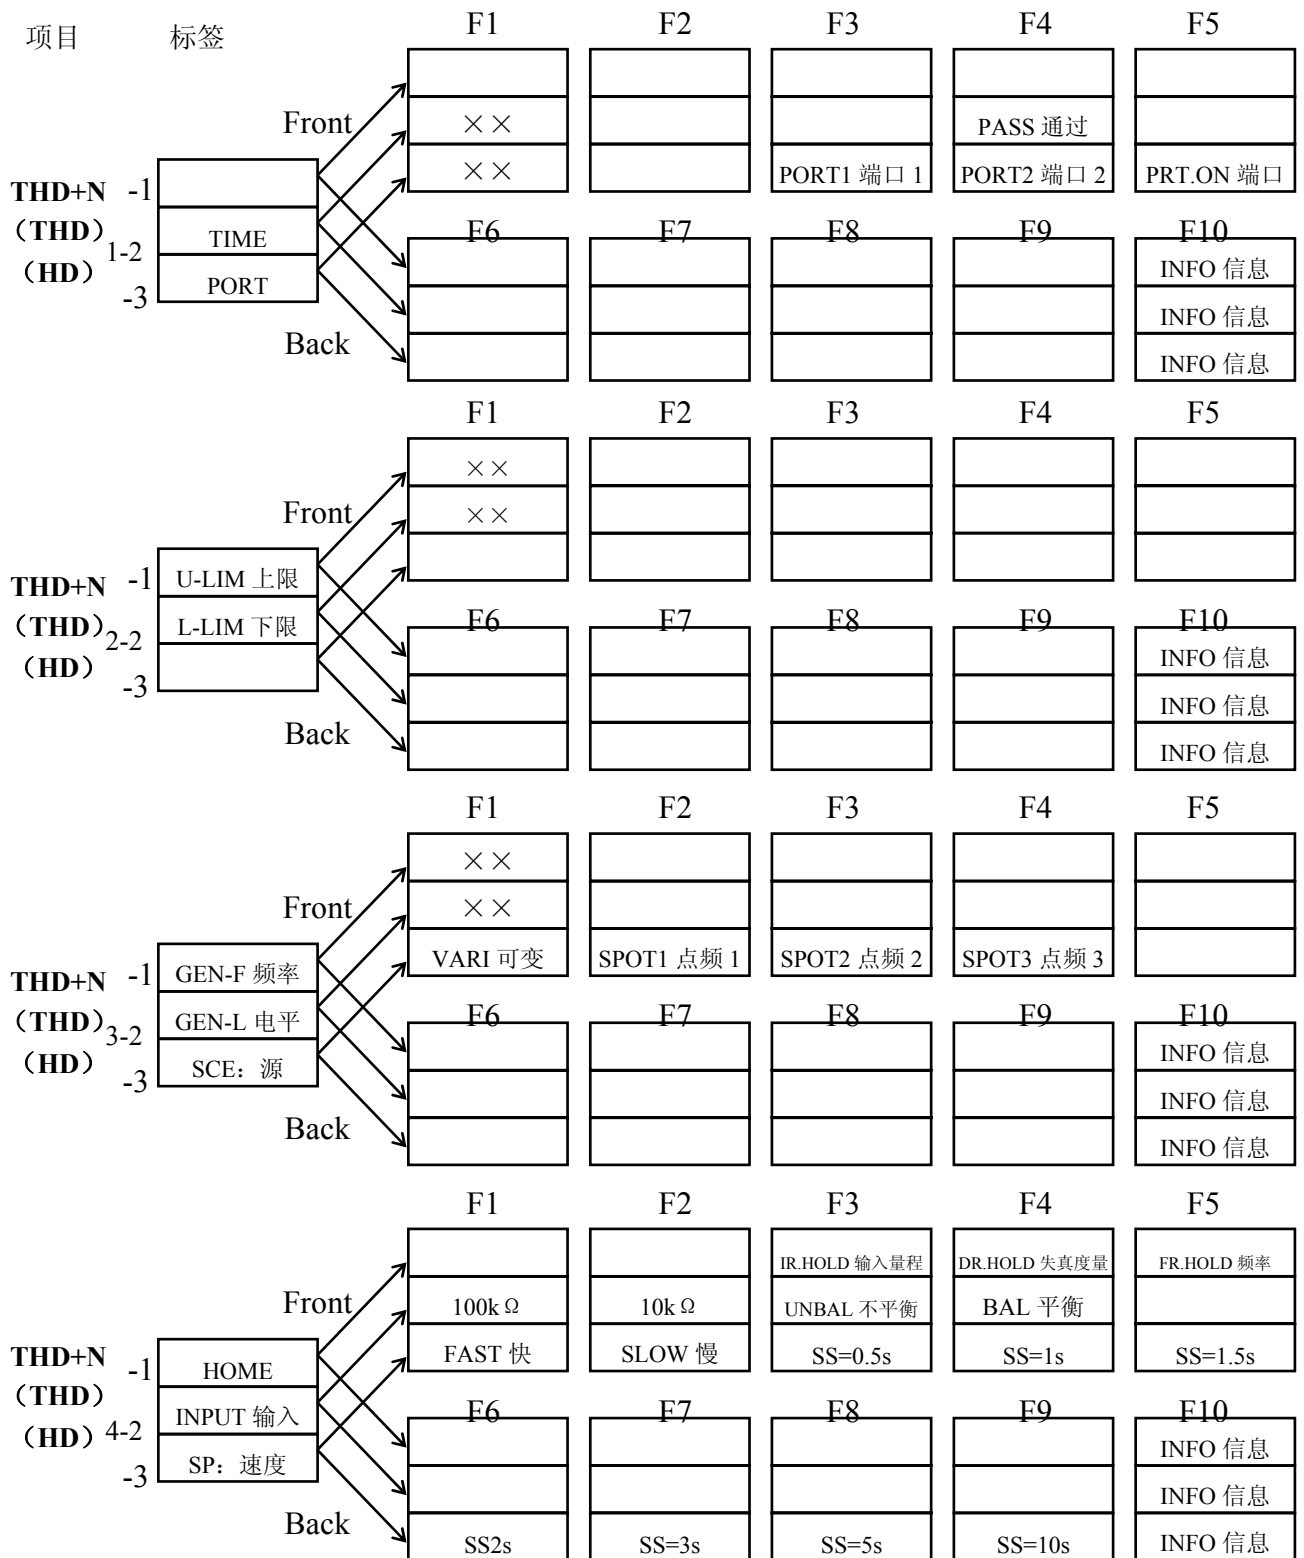 项目 标签 F1 F2 F3 F4 F5
Front
×× PASS 通过
×× PORT1 端口 1 PORT2 端口 2 PRT.ON 端口
THD+N -1
(THD) 1-2 TIME
(HD) -3 PORT
F6 F7 F8 F9 F10
INFO 信息
INFO 信息
Back INFO 信息
F1 F2 F3 F4 F5
××
Front ××
THD+N -1 U-LIM 上限
(THD) 2-2 L-LIM 下限
(HD) -3
F6 F7 F8 F9 F10
INFO 信息
INFO 信息
Back INFO 信息
F1 F2 F3 F4 F5
××
Front ××
VARI 可变 SPOT1 点频 1 SPOT2 点频 2 SPOT3 点频 3
THD+N -1 GEN-F 频率
(THD) 3-2 GEN-L 电平
(HD) -3 SCE：源
F6 F7 F8 F9 F10
INFO 信息
INFO 信息
Back INFO 信息
F1 F2 F3 F4 F5
IR.HOLD 输入量程 DR.HOLD 失真度量 FR.HOLD 频率
Front 100kΩ 10kΩ UNBAL 不平衡 BAL 平衡
FAST 快 SLOW 慢 SS=0.5s SS=1s SS=1.5s
THD+N -1 HOME
(THD) INPUT 输入
(HD) 4-2
-3 SP：速度
F6 F7 F8 F9 F10
INFO 信息
INFO 信息
Back SS2s SS=3s SS=5s SS=10s INFO 信息